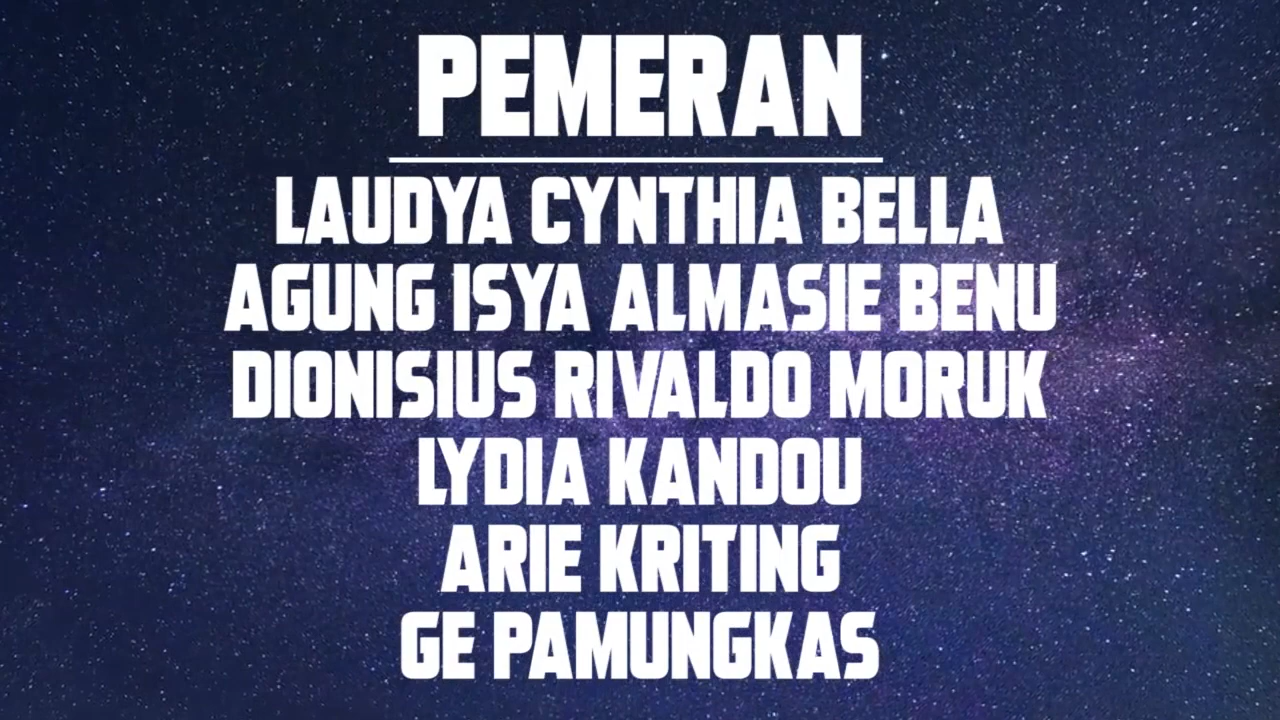 PEMERAN
LAUDYA CYNTHIA BELLA
AGUNG ISYA ALMASIE BENU
DIONISIUS RIVALDO MORUK
LYDIA KANDOU
ARIE KRITING
GE PAMUNGKAS